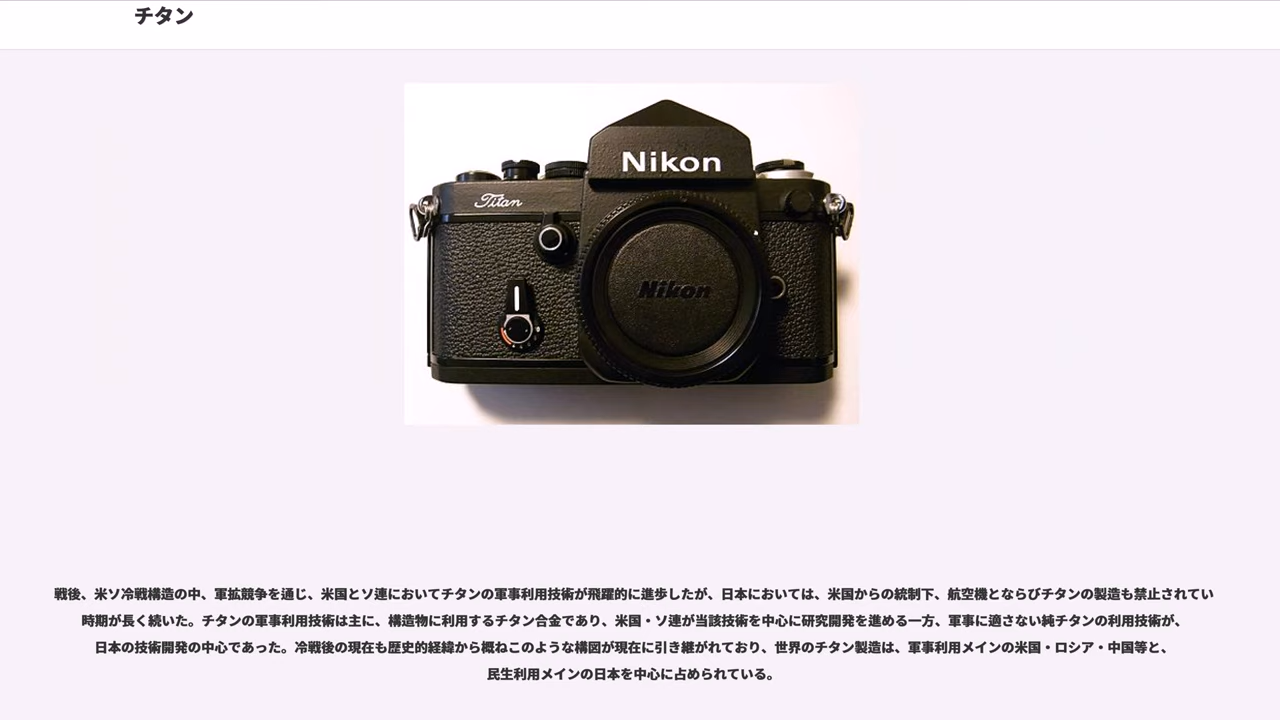 チタン
Nikon
Titan
Nikon
戦後、米ソ冷戦構造の中、軍拡競争を通じ、米国とソ連においてチタンの軍事利用技術が飛躍的に進歩したが、日本においては、米国からの統制下、航空機とならびチタンの製造も禁止されてい
時期が長く続いた。チタンの軍事利用技術は主に、構造物に利用するチタン合金であり、米国・ソ連が当該技術を中心に研究開発を進める一方、軍事に適さない純チタンの利用技術が、
日本の技術開発の中心であった。冷戦後の現在も歴史的経緯から概ねこのような構図が現在に引き継がれており、世界のチタン製造は、軍事利用メインの米国・ロシア・中国等と、
民生利用メインの日本を中心に占められている。